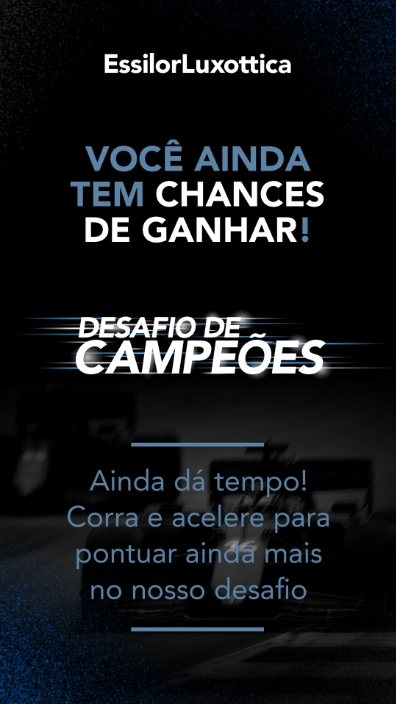 EssilorLuxottica
VOCÊ AINDA
TEM CHANCES
DE GANHAR!
DESAFIO DE
CAMPEÕES
Ainda dá tempo!
Corra e acelere para
pontuar ainda mais
no nosso desafio